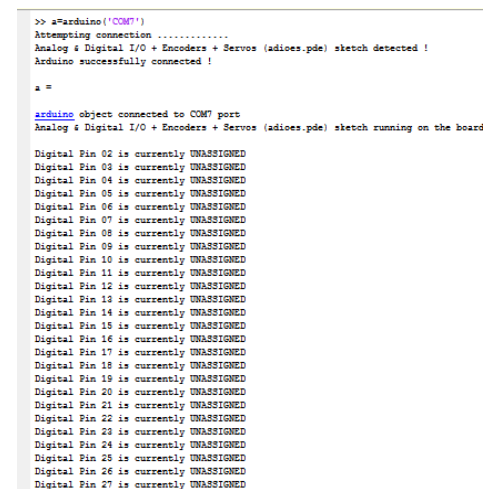 >> a=arduino('COM7')
Attempting connection .............
Analog & Digital I/O + Encoders + Servos (adioes.pde) sketch detected !
Arduino successfully connected !
a =
arduino object connected to COM7 port
Analog & Digital I/O + Encoders + Servos (adioes.pde) sketch running on the board
Digital Pin 02 is currently UNASSIGNED
Digital Pin 03 is currently UNASSIGNED
Digital Pin 04 is currently UNASSIGNED
Digital Pin 05 is currently UNASSIGNED
Digital Pin 06 is currently UNASSIGNED
Digital Pin 07 is currently UNASSIGNED
Digital Pin 08 is currently UNASSIGNED
Digital Pin 09 is currently UNASSIGNED
Digital Pin 10 is currently UNASSIGNED
Digital Pin 11 is currently UNASSIGNED
Digital Pin 12 is currently UNASSIGNED
Digital Pin 13 is currently UNASSIGNED
Digital Pin 14 is currently UNASSIGNED
Digital Pin 15 is currently UNASSIGNED
Digital Pin 16 is currently UNASSIGNED
Digital Pin 17 is currently UNASSIGNED
Digital Pin 18 is currently UNASSIGNED
Digital Pin 19 is currently UNASSIGNED
Digital Pin 20 is currently UNASSIGNED
Digital Pin 21 is currently UNASSIGNED
Digital Pin 22 is currently UNASSIGNED
Digital Pin 23 is currently UNASSIGNED
Digital Pin 24 is currently UNASSIGNED
Digital Pin 25 is currently UNASSIGNED
Digital Pin 26 is currently UNASSIGNED
Digital Pin 27 is currently UNASSIGNED